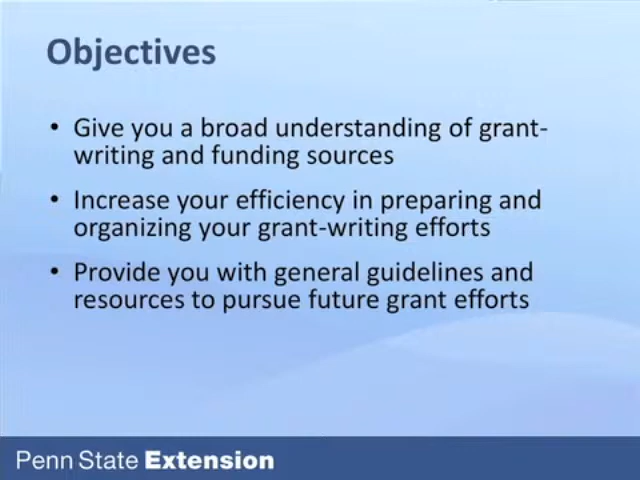 Objectives
• Give you a broad understanding of grant-
writing and funding sources
• Increase your efficiency in preparing and
organizing your grant-writing efforts
• Provide you with general guidelines and
resources to pursue future grant efforts
Penn State Extension